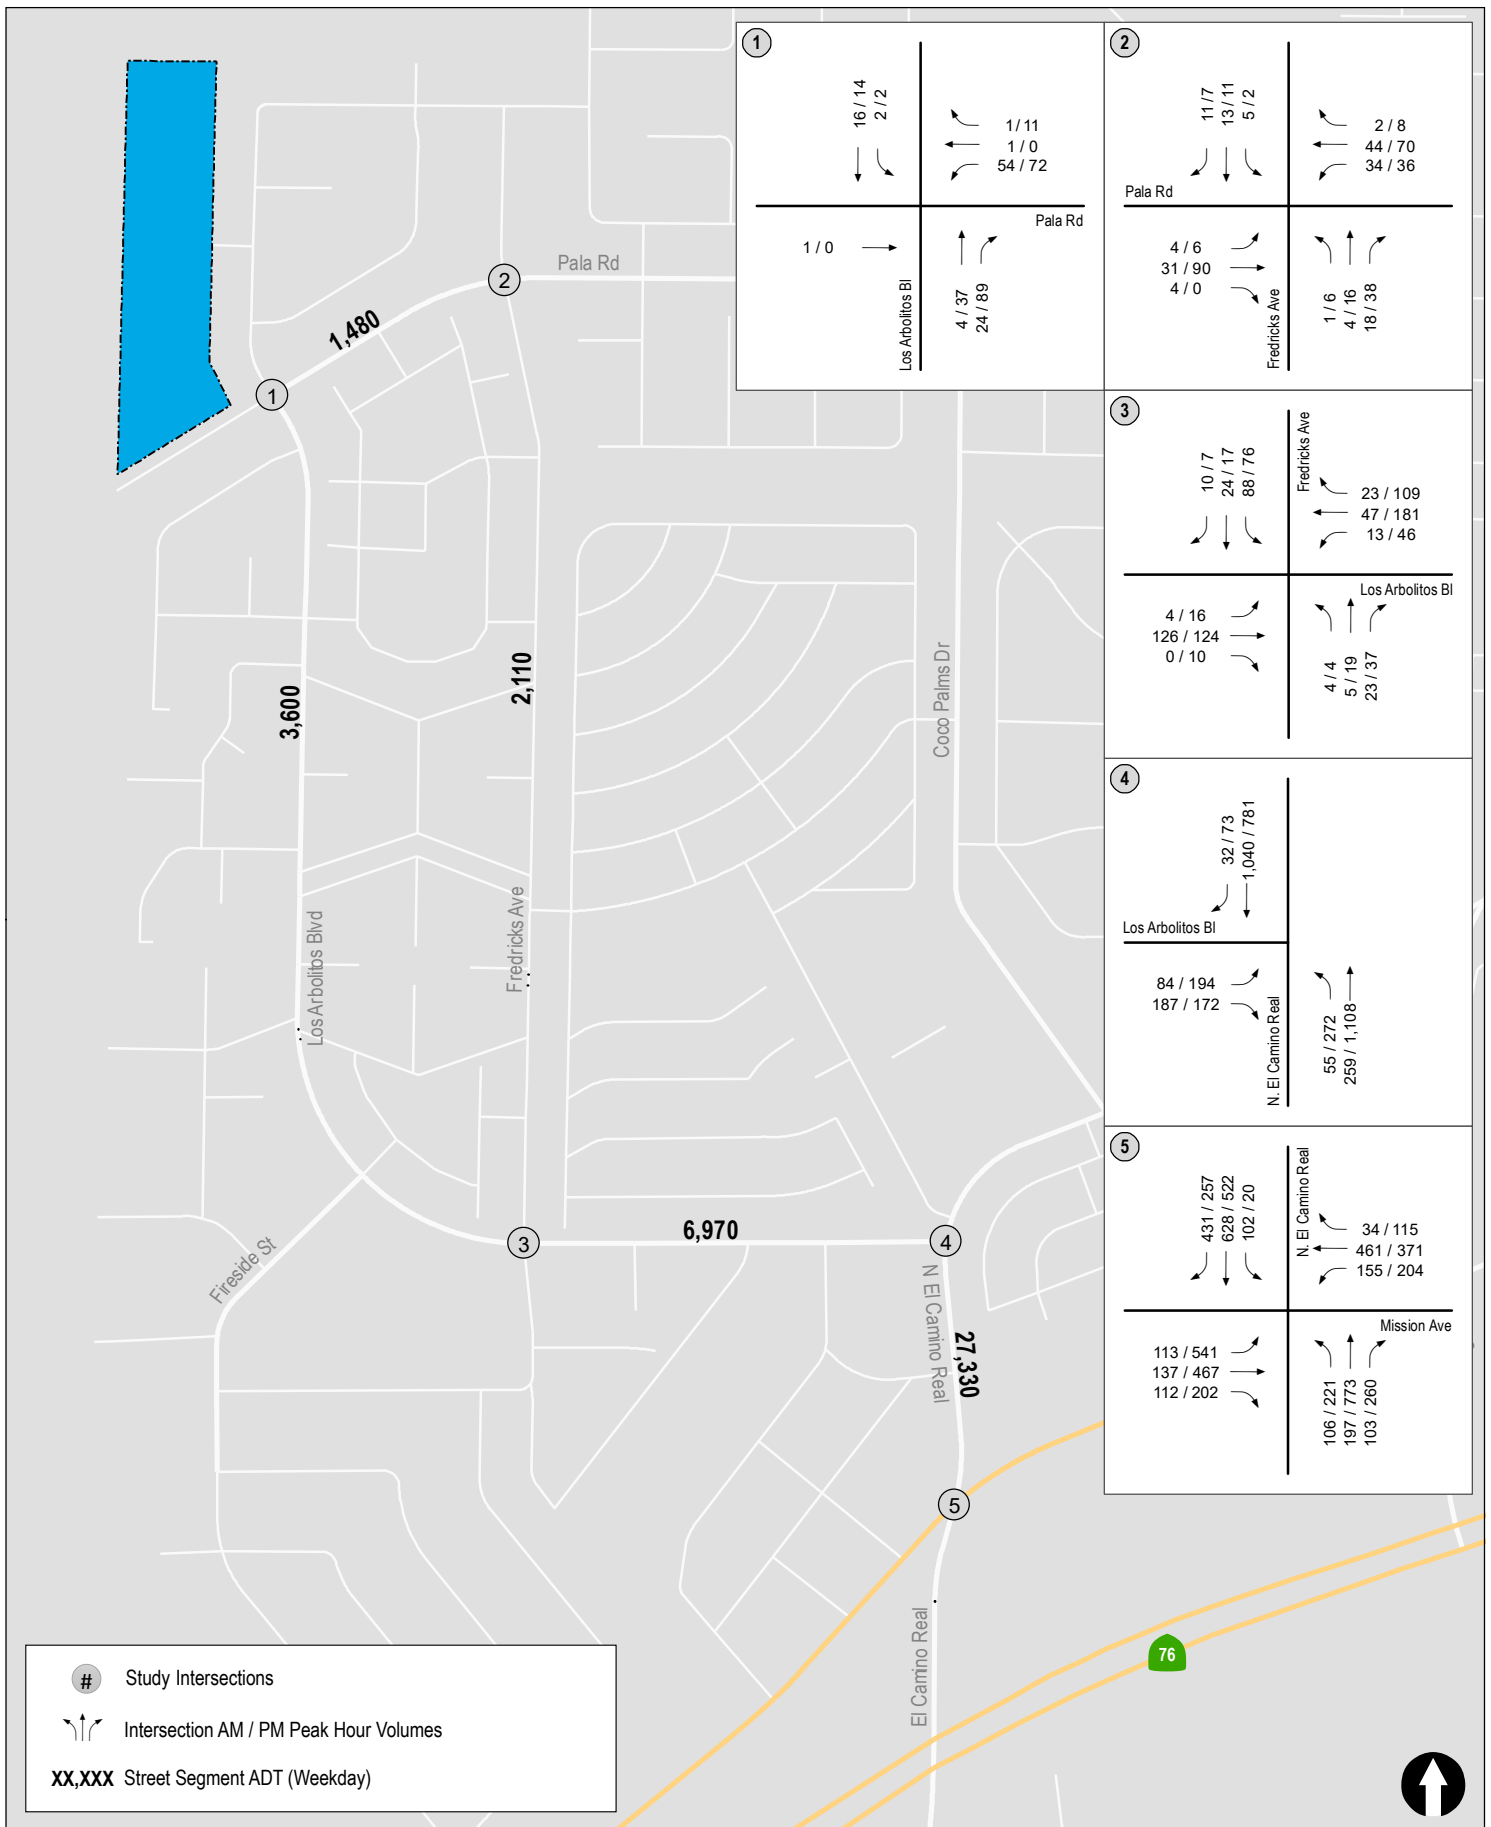 1
16 / 14
2 / 2
1 / 11
1 / 0
54 / 72
Pala Rd
1 / 0
Los Arbolitos Bl
4 / 37
24 / 89
2
11 / 7
13 / 11
5 / 2
2 / 8
44 / 70
34 / 36
Pala Rd
4 / 6
31 / 90
4 / 0
Fredricks Ave
1 / 6
4 / 16
18 / 38
3
10 / 7
24 / 17
88 / 76
Fredricks Ave
23 / 109
47 / 181
13 / 46
Los Arbolitos Bl
4 / 16
126 / 124
0 / 10
4 / 4
5 / 19
23 / 37
4
32 / 73
1,040 / 781
Los Arbolitos Bl
84 / 194
187 / 172
N. El Camino Real
55 / 272
259 / 1,108
5
431 / 257
628 / 522
102 / 20
N. El Camino Real
34 / 115
461 / 371
155 / 204
Mission Ave
113 / 541
137 / 467
112 / 202
106 / 221
197 / 773
103 / 260
Pala Rd
2
1,480
1
3,600
2,110
Coco Palms Dr
Los Arbolitos Blvd
Fredricks Ave
3
6,970
4
Fireside St
N El Camino Real
27,330
5
El Camino Real
76
# Study Intersections
Intersection AM / PM Peak Hour Volumes
XX,XXX Street Segment ADT (Weekday)